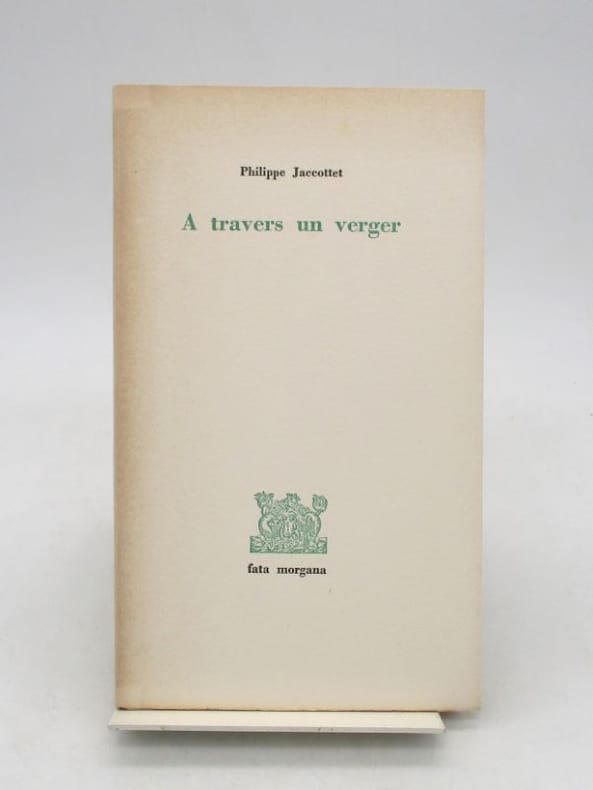 Philippe Jaccottet
A travers un verger
fata morgana